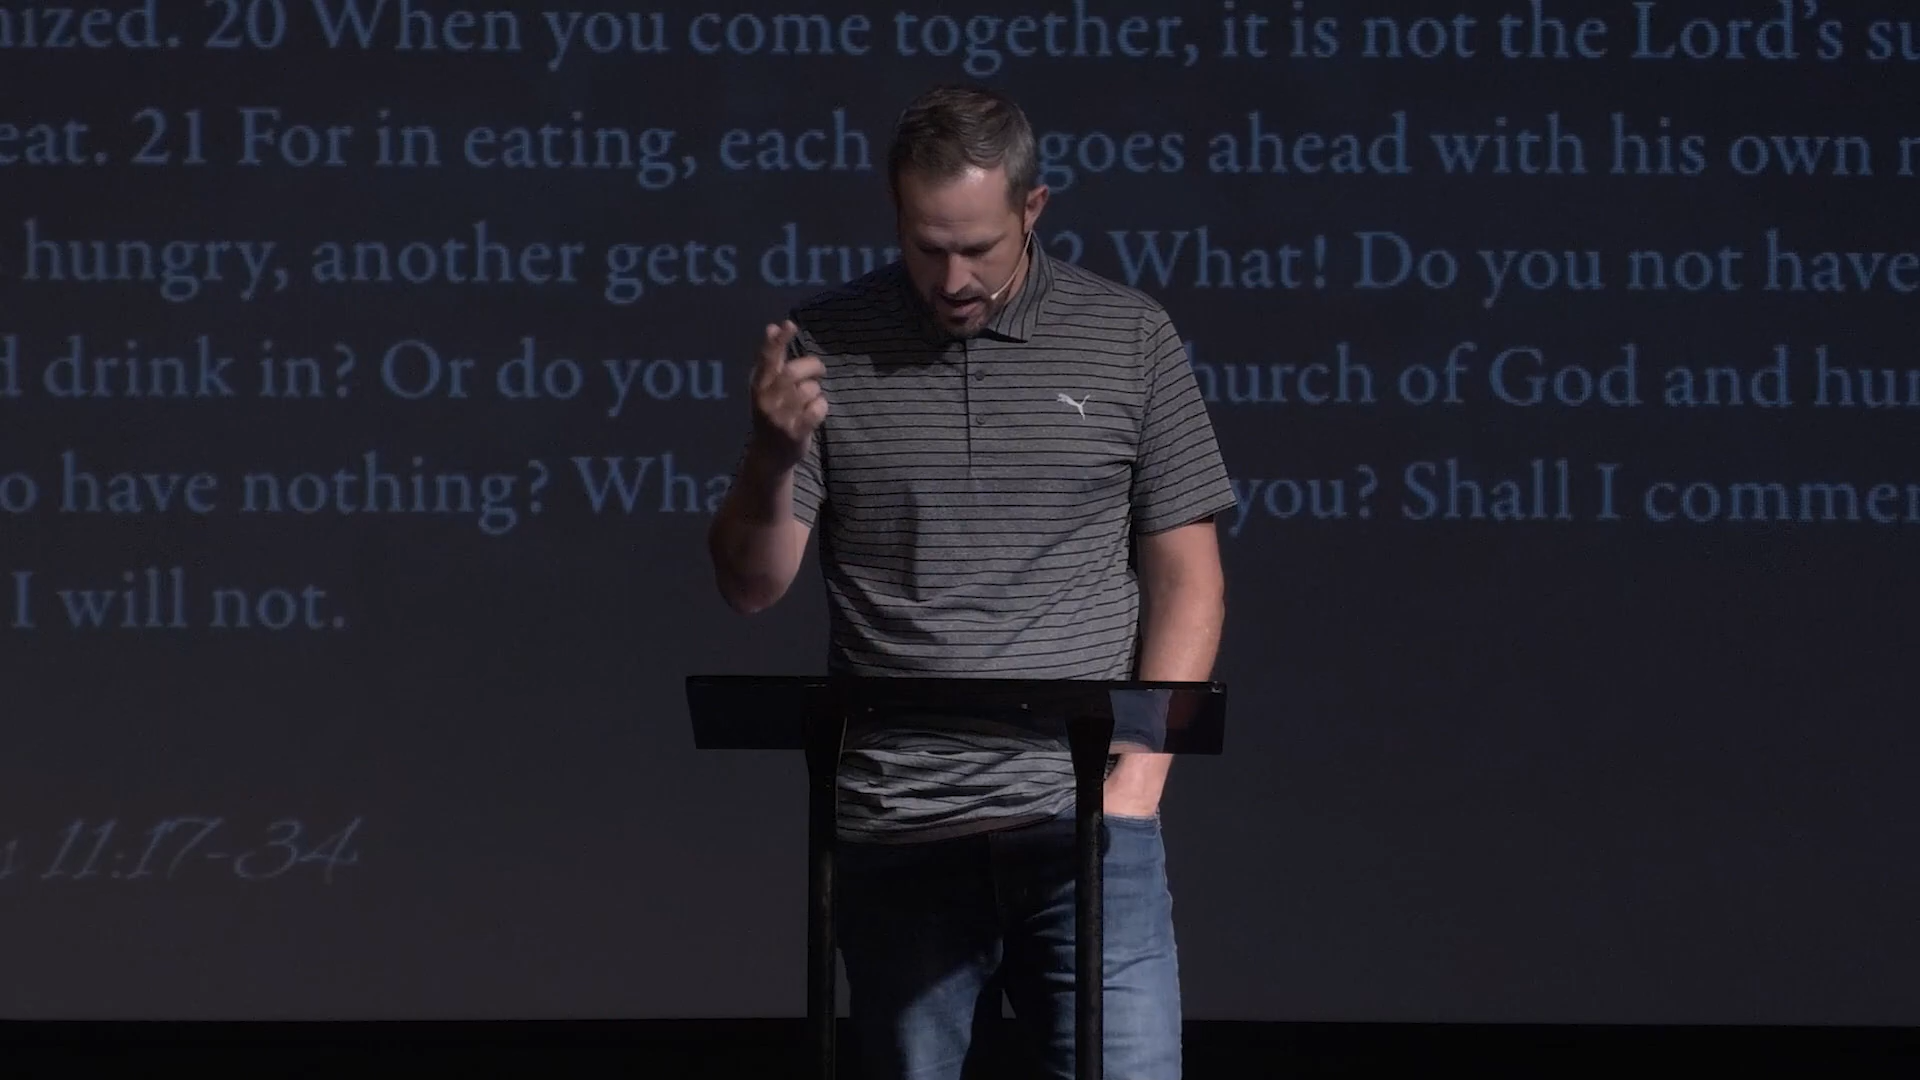 nized. 20 When you come together, it is not the Lord's su
eat. 21 For in eating, each goes ahead with his own
hungry, another gets dru ? What! Do you not have
d drink in? Or do you hurch of God and hu
o have nothing? Wha you? Shall I commen
I will not.
11:17-34